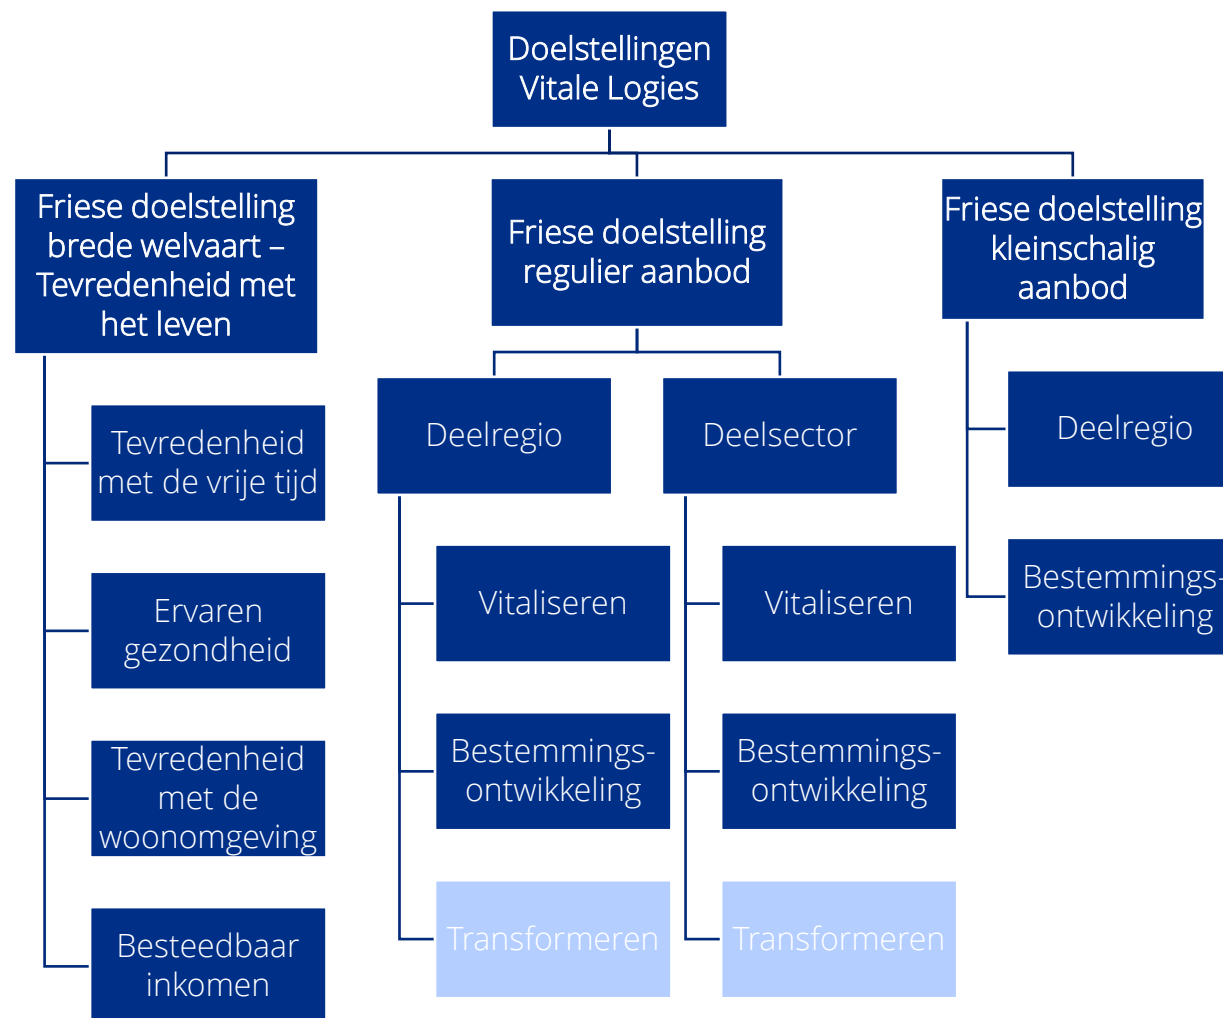 Doelstellingen
Vitale Logies
Friese doelstelling
brede welvaart –
Tevredenheid met
het leven
Tevredenheid
met de vrije tijd
Ervaren
gezondheid
Tevredenheid
met de
woonomgeving
Besteedbaar
inkomen
Friese doelstelling
regulier aanbod
Deelregio
Vitaliseren
Bestemmings-
ontwikkeling
Transformeren
Deelsector
Vitaliseren
Bestemmings-
ontwikkeling
Transformeren
Friese doelstelling
kleinschalig
aanbod
Deelregio
Bestemmings-
ontwikkeling